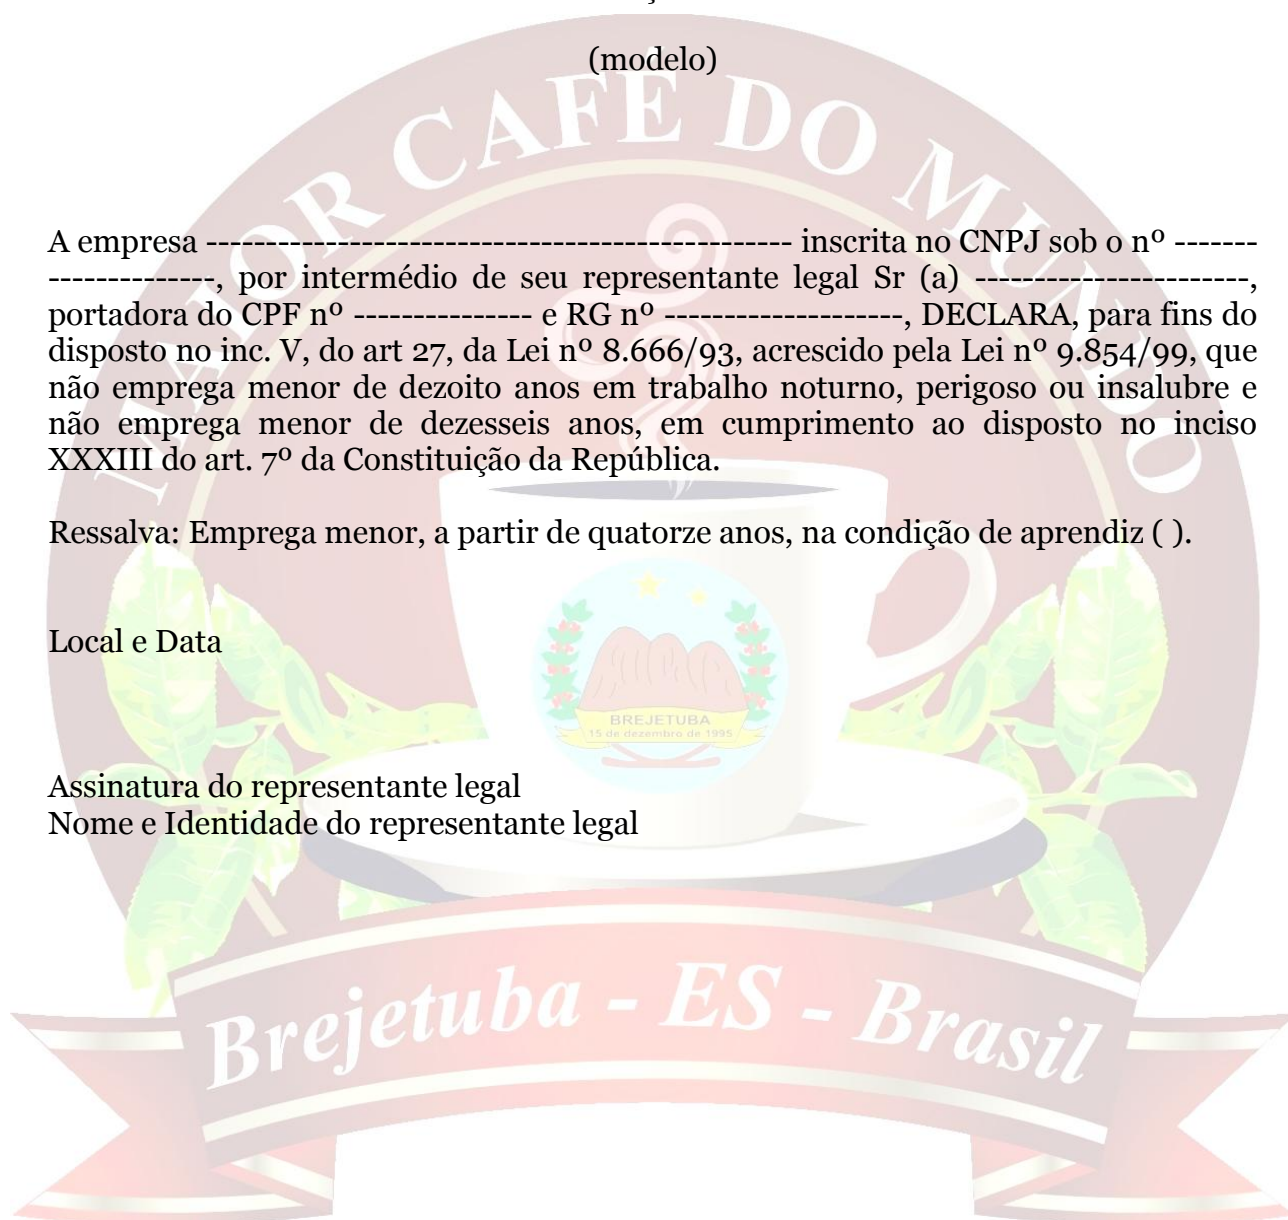 (modelo)
MAIOR CAFÉ DO MUNDO
A empresa ------------------------------------------------- inscrita no CNPJ sob o nº -------
--------------, por intermédio de seu representante legal Sr (a) ------------------------,
portadora do CPF nº --------------- e RG nº --------------------, DECLARA, para fins do
disposto no inc. V, do art 27, da Lei nº 8.666/93, acrescido pela Lei nº 9.854/99, que
não emprega menor de dezoito anos em trabalho noturno, perigoso ou insalubre e
não emprega menor de dezesseis anos, em cumprimento ao disposto no inciso
XXXIII do art. 7º da Constituição da República.
Ressalva: Emprega menor, a partir de quatorze anos, na condição de aprendiz ( ).
Local e Data
BREJETUBA
15 de dezembro de 1995
Assinatura do representante legal
Nome e Identidade do representante legal
Brejetuba - ES - Brasil